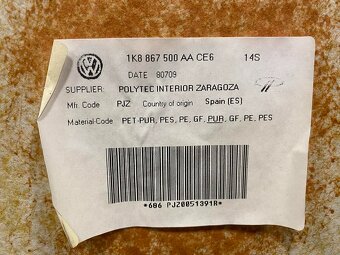 1K8 867 500 AA CE6 14S
DATE 80709
SUPPLIER: POLYTEC INTERIOR ZARAGOZA
Mfr. Code PJZ Country of origin Spain (ES)
Material-Code: PET-PUR, PES, PE, GF, PUR, GF, PE, PES
*686 PJZ0051391R*